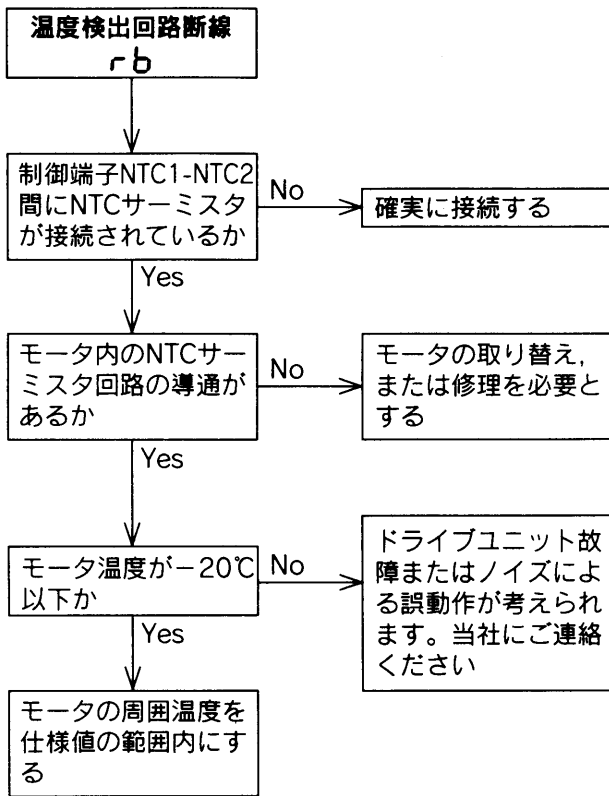 温度検出回路断線
rb
制御端子NTC1-NTC2
間にNTCサーミスタ
が接続されているか
No
確実に接続する
Yes
モータ内のNTCサー
ミスタ回路の導通が
あるか
No
モータの取り替え,
または修理を必要と
する
Yes
モータ温度が−20℃
以下か
No
ドライブユニット故
障またはノイズによ
る誤動作が考えられ
ます。当社にご連絡
ください
Yes
モータの周囲温度を
仕様値の範囲内にす
る